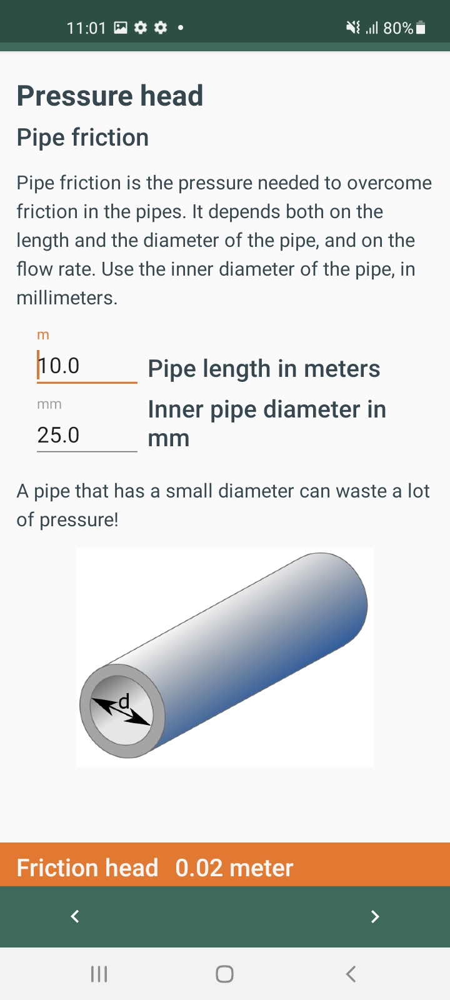 11:01
80%
Pressure head
Pipe friction
Pipe friction is the pressure needed to overcome
friction in the pipes. It depends both on the
length and the diameter of the pipe, and on the
flow rate. Use the inner diameter of the pipe, in
millimeters.
m
10.0
Pipe length in meters
mm
25.0
Inner pipe diameter in
mm
A pipe that has a small diameter can waste a lot
of pressure!
d
Friction head 0.02 meter